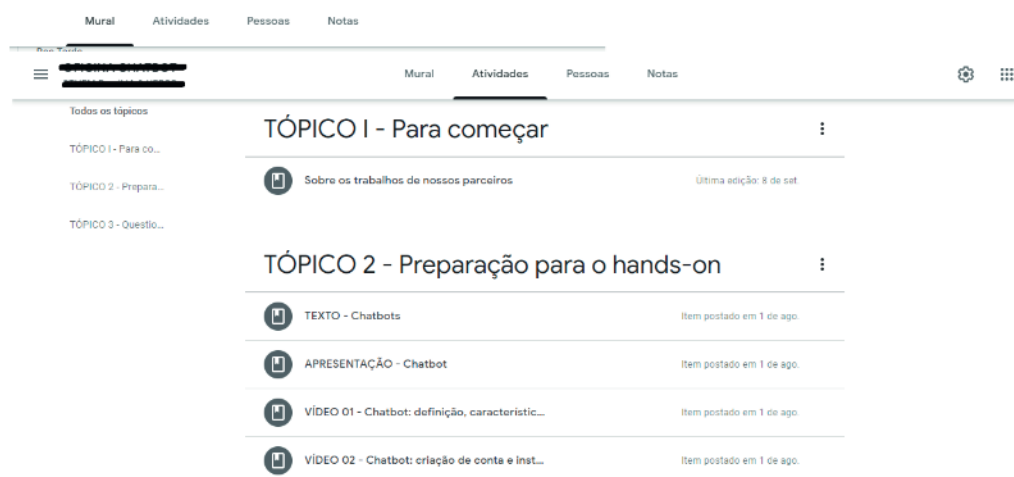 Mural Atividades Pessoas Notas
Mural Atividades Pessoas Notas
Todos os tópicos
TÓPICO I - Para co...
TÓPICO 2 - Prepara...
TÓPICO 3 - Questio...
TÓPICO I - Para começar
Sobre os trabalhos de nossos parceiros Última edição: 8 de set.
TÓPICO 2 - Preparação para o hands-on
TEXTO - Chatbots Item postado em 1 de ago.
APRESENTAÇÃO - Chatbot Item postado em 1 de ago.
VÍDEO 01 - Chatbot: definição, característic... Item postado em 1 de ago.
VÍDEO 02 - Chatbot: criação de conta e inst... Item postado em 1 de ago.